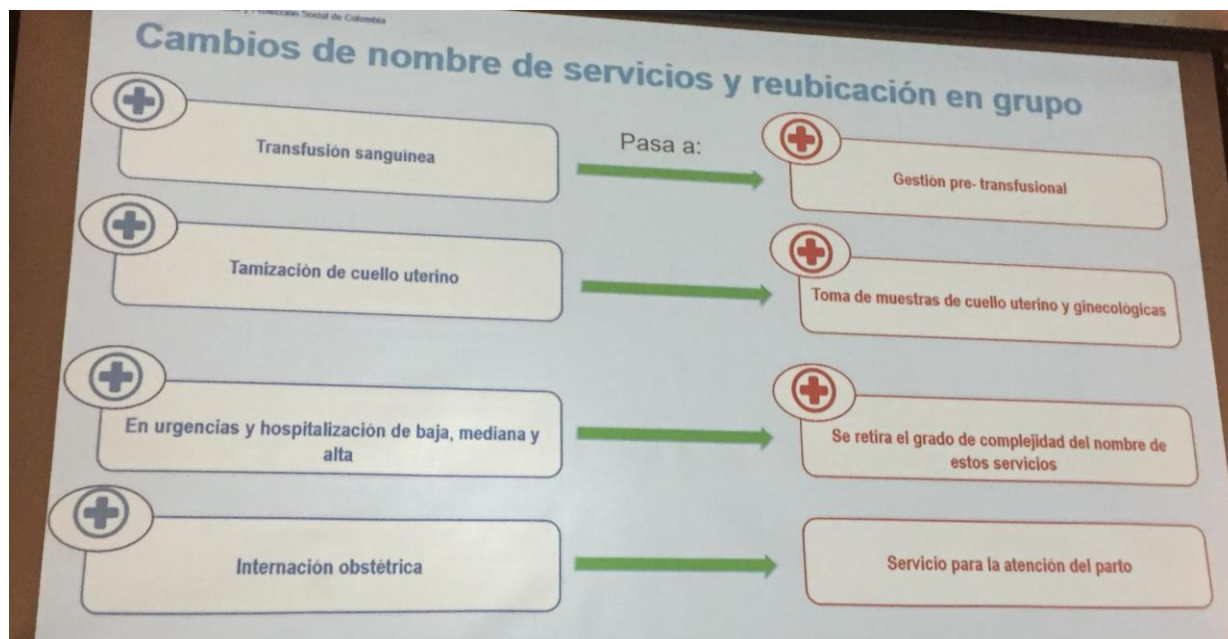 Protección Social de Colombia
Cambios de nombre de servicios y reubicación en grupo
Transfusión sanguínea
Pasa a:
Gestión pre- transfusional
Tamización de cuello uterino
Toma de muestras de cuello uterino y ginecológicas
En urgencias y hospitalización de baja, mediana y
alta
Se retira el grado de complejidad del nombre de
estos servicios
Internación obstétrica
Servicio para la atención del parto